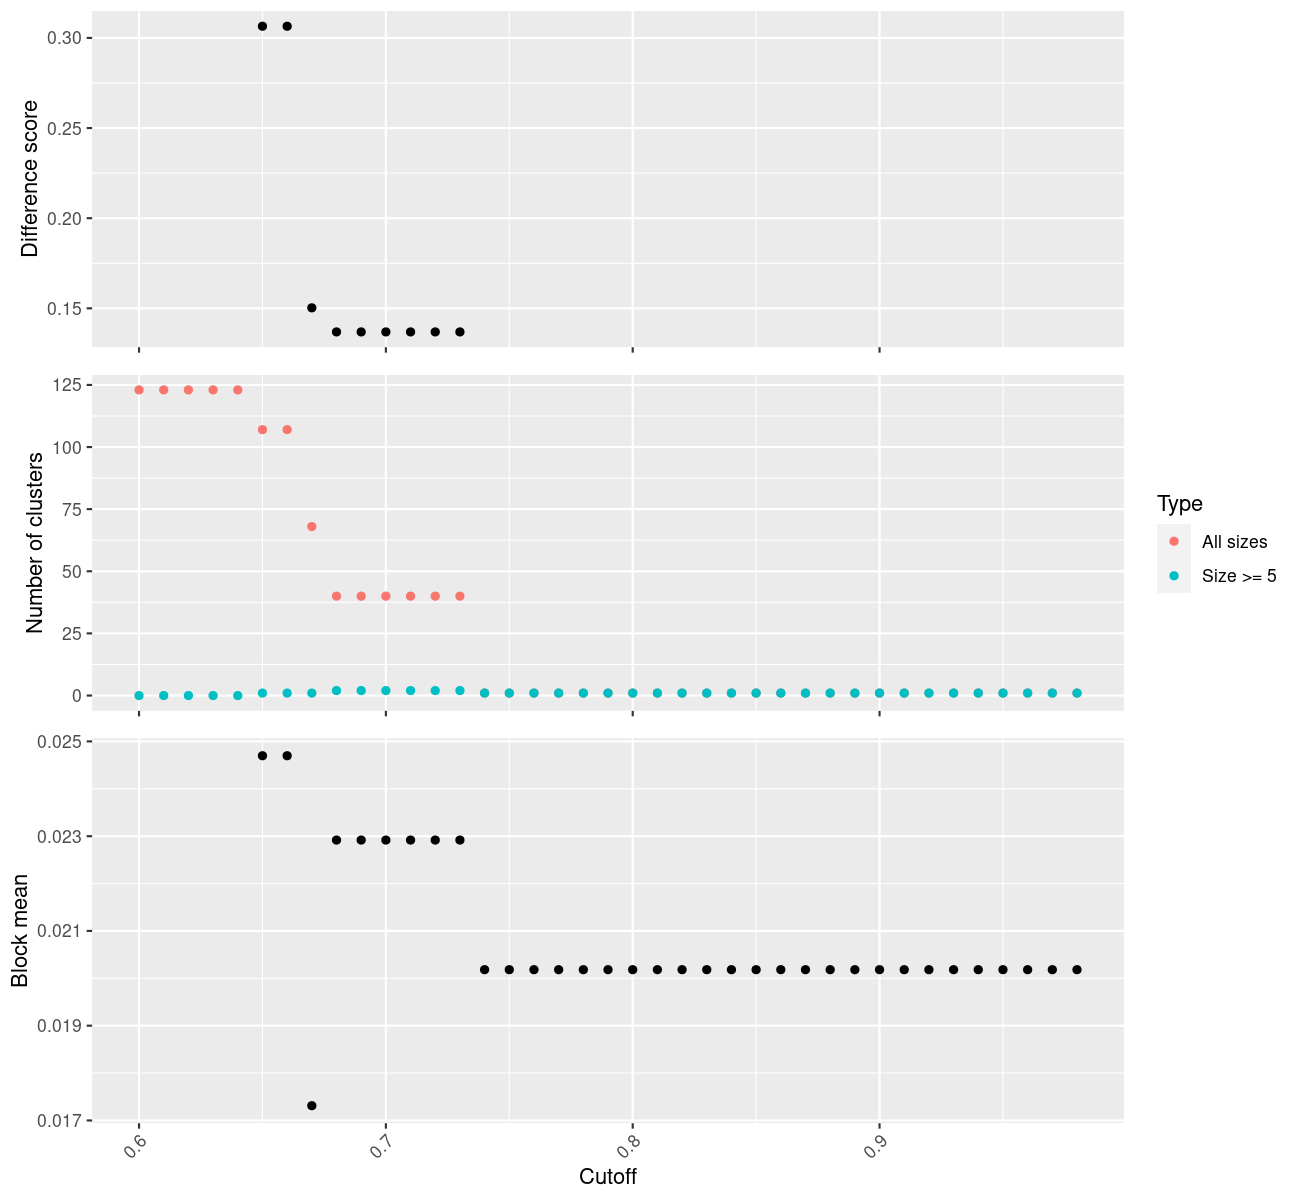 Difference score
0.30
0.25
0.20
0.15
Number of clusters
125
100
75
50
25
0
Type
All sizes
Size >= 5
Block mean
0.025
0.023
0.021
0.019
0.017
0.6
0.7
0.8
0.9
Cutoff